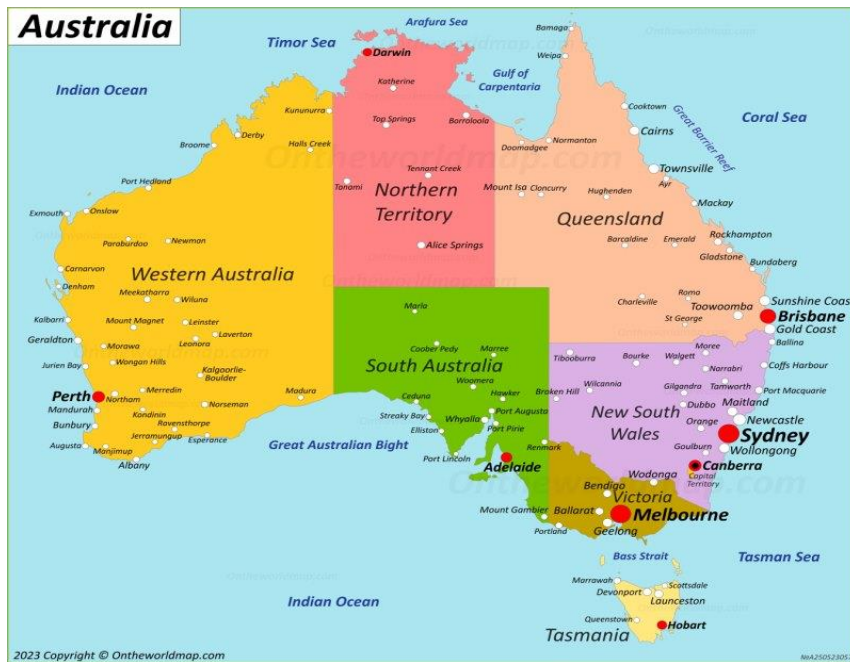 Australia
Arafura Sea
Timor Sea
Indian Ocean
Gulf of
Carpentaria
Coral Sea
Great Barrier Reef
Bamaga
Weipa
Darwin
Katherine
Kununurra
Top Springs
Borroloola
Cooktown
Cairns
Derby
Broome
Halls Creek
Doomadgee
Normanton
Ontheworldmap.com
Tennant Creek
Tanami
Northern
Territory
Townsville
Ayr
Port Hedland
Mount Isa
Cloncurry
Hughenden
Mackay
Exmouth
Onslaw
Queensland
Paraburdoo
Newman
Alice Springs
Barcaldine
Emerald
Rockhampton
Gladstone
Bundaberg
Carnarvon
Western Australia
Denham
Meekatharra
Wiluna
Charleville
Roma
Toowoomba
Sunshine Coas
Brisbane
Gold Coast
Kalbarri
Mount Magnet
Leinster
Marla
St George
Geraldton
Morawa
Leonora
Laverton
Coober Pedy
Marree
Tibooburra
Bourke
Walgett
Moree
Ballina
Jurien Bay
Wongan Hills
Kalgoorlie-
Boulder
South Australia
Woomera
Narrabri
Coffs Harbour
Perth
Northam
Merredin
Madura
Ceduna
Hawker
Broken Hill
Wilcannia
Gilgandra
Tamworth
Port Macquarie
Mandurah
Kondinin
Norseman
Streaky Bay
Whyalla
Port Augusta
New South
Wales
Dubbo
Maitland
Newcastle
Bunbury
Ravensthorpe
Elliston
Port Pirie
Orange
Sydney
Augusta
Manjimup
Jerramungup
Esperance
Albany
Great Australian Bight
Port Lincoln
Adelaide
Renmark
Goulburn
Wollongong
Canberra
Capital
Territory
Wodonga
Bendigo
Victoria
Mount Gambier
Ballarat
Melbourne
Portland
Geelong
Bass Strait
Tasman Sea
Marrawah
Scottsdale
Devonport
Launceston
Queenstown
Hobart
Tasmania
Indian Ocean
2023 Copyright © Ontheworldmap.com